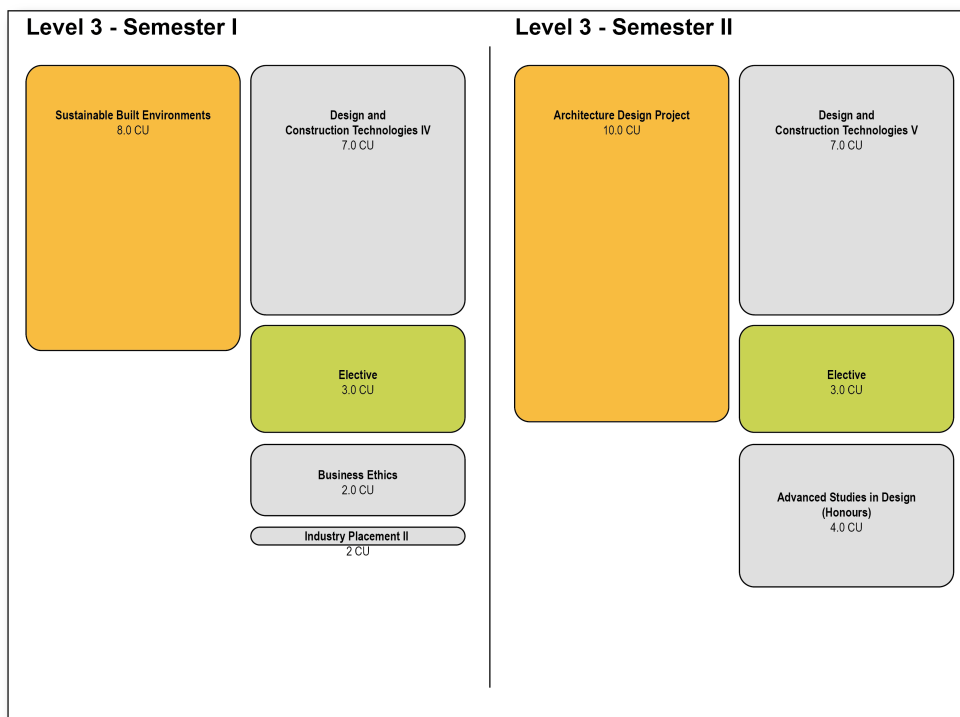 Level 3 - Semester I
Sustainable Built Environments
8.0 CU
Design and
Construction Technologies IV
7.0 CU
Elective
3.0 CU
Business Ethics
2.0 CU
Industry Placement II
2 CU
Level 3 - Semester II
Architecture Design Project
10.0 CU
Design and
Construction Technologies V
7.0 CU
Elective
3.0 CU
Advanced Studies in Design
(Honours)
4.0 CU